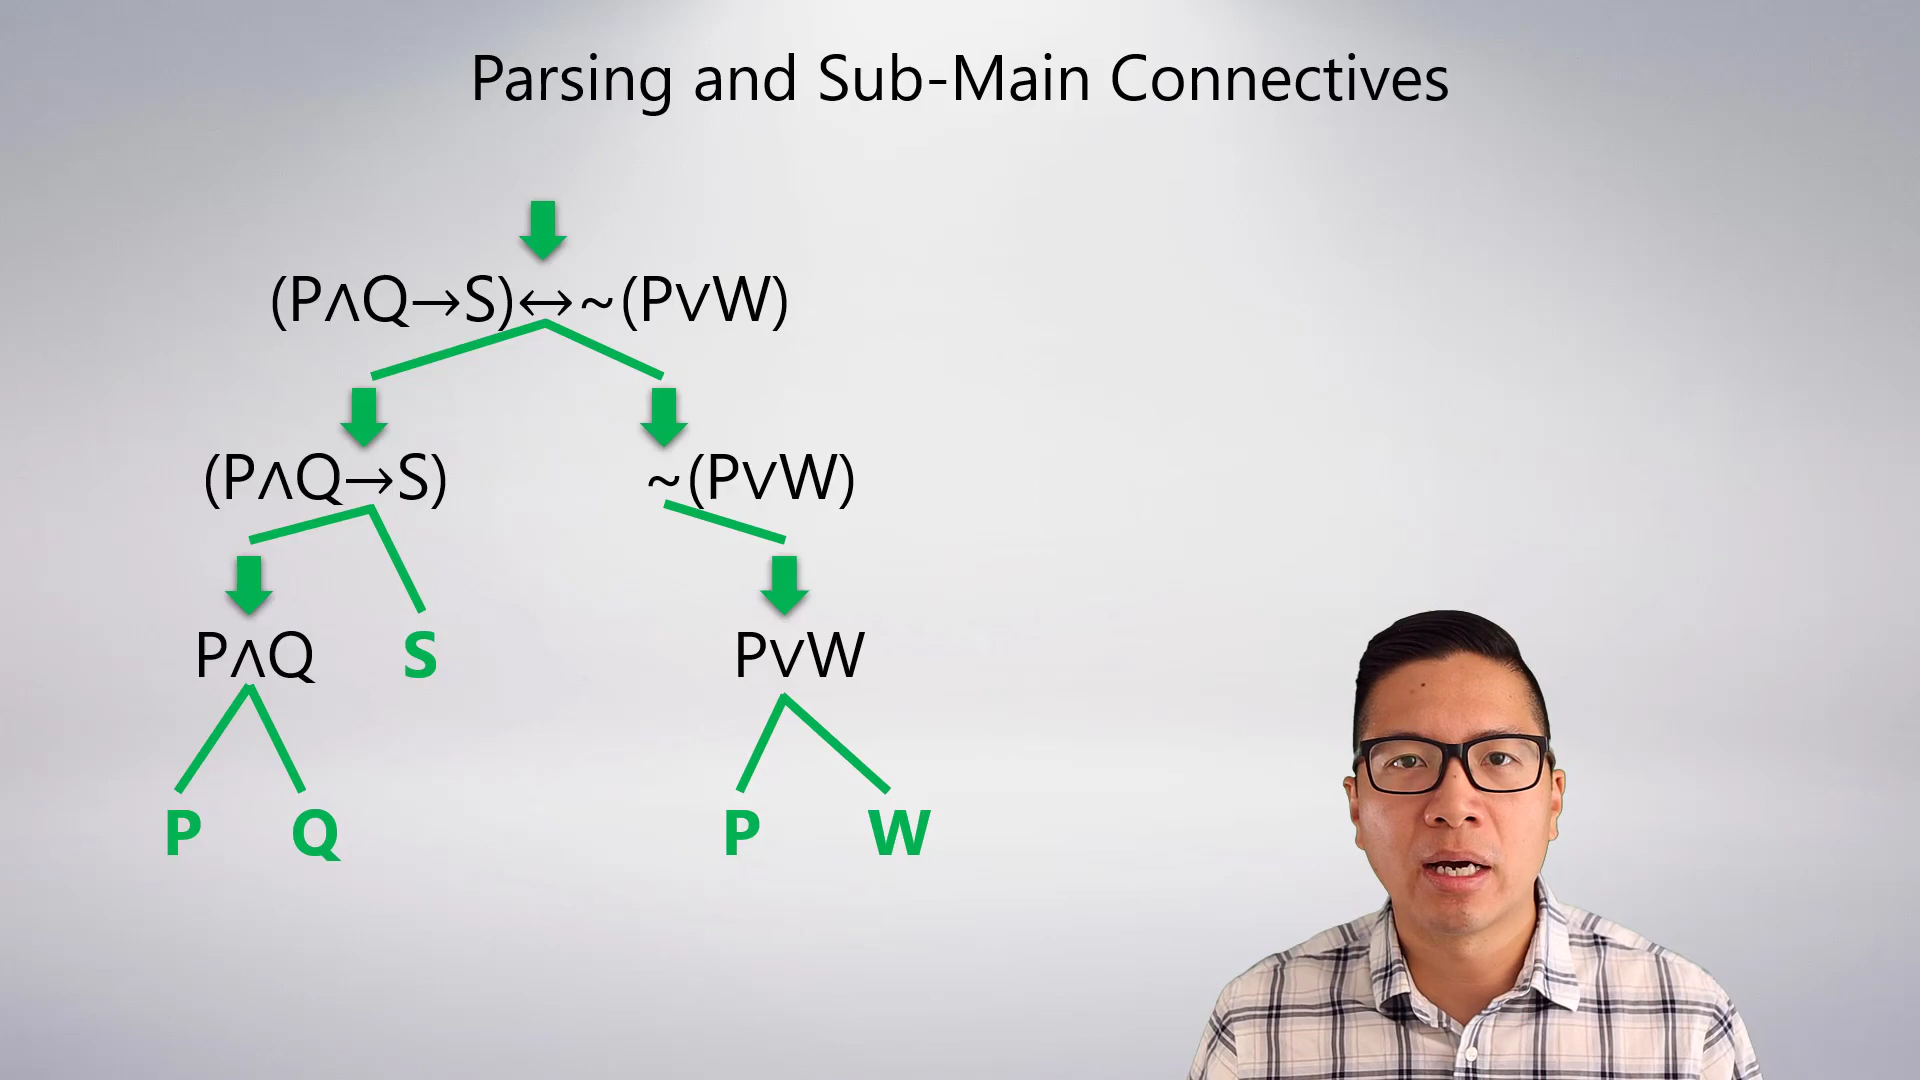 Parsing and Sub-Main Connectives
(P∧Q→S)↔~(P∨W)
(P∧Q→S) ~(P∨W)
P∧Q S P∨W
P Q P W